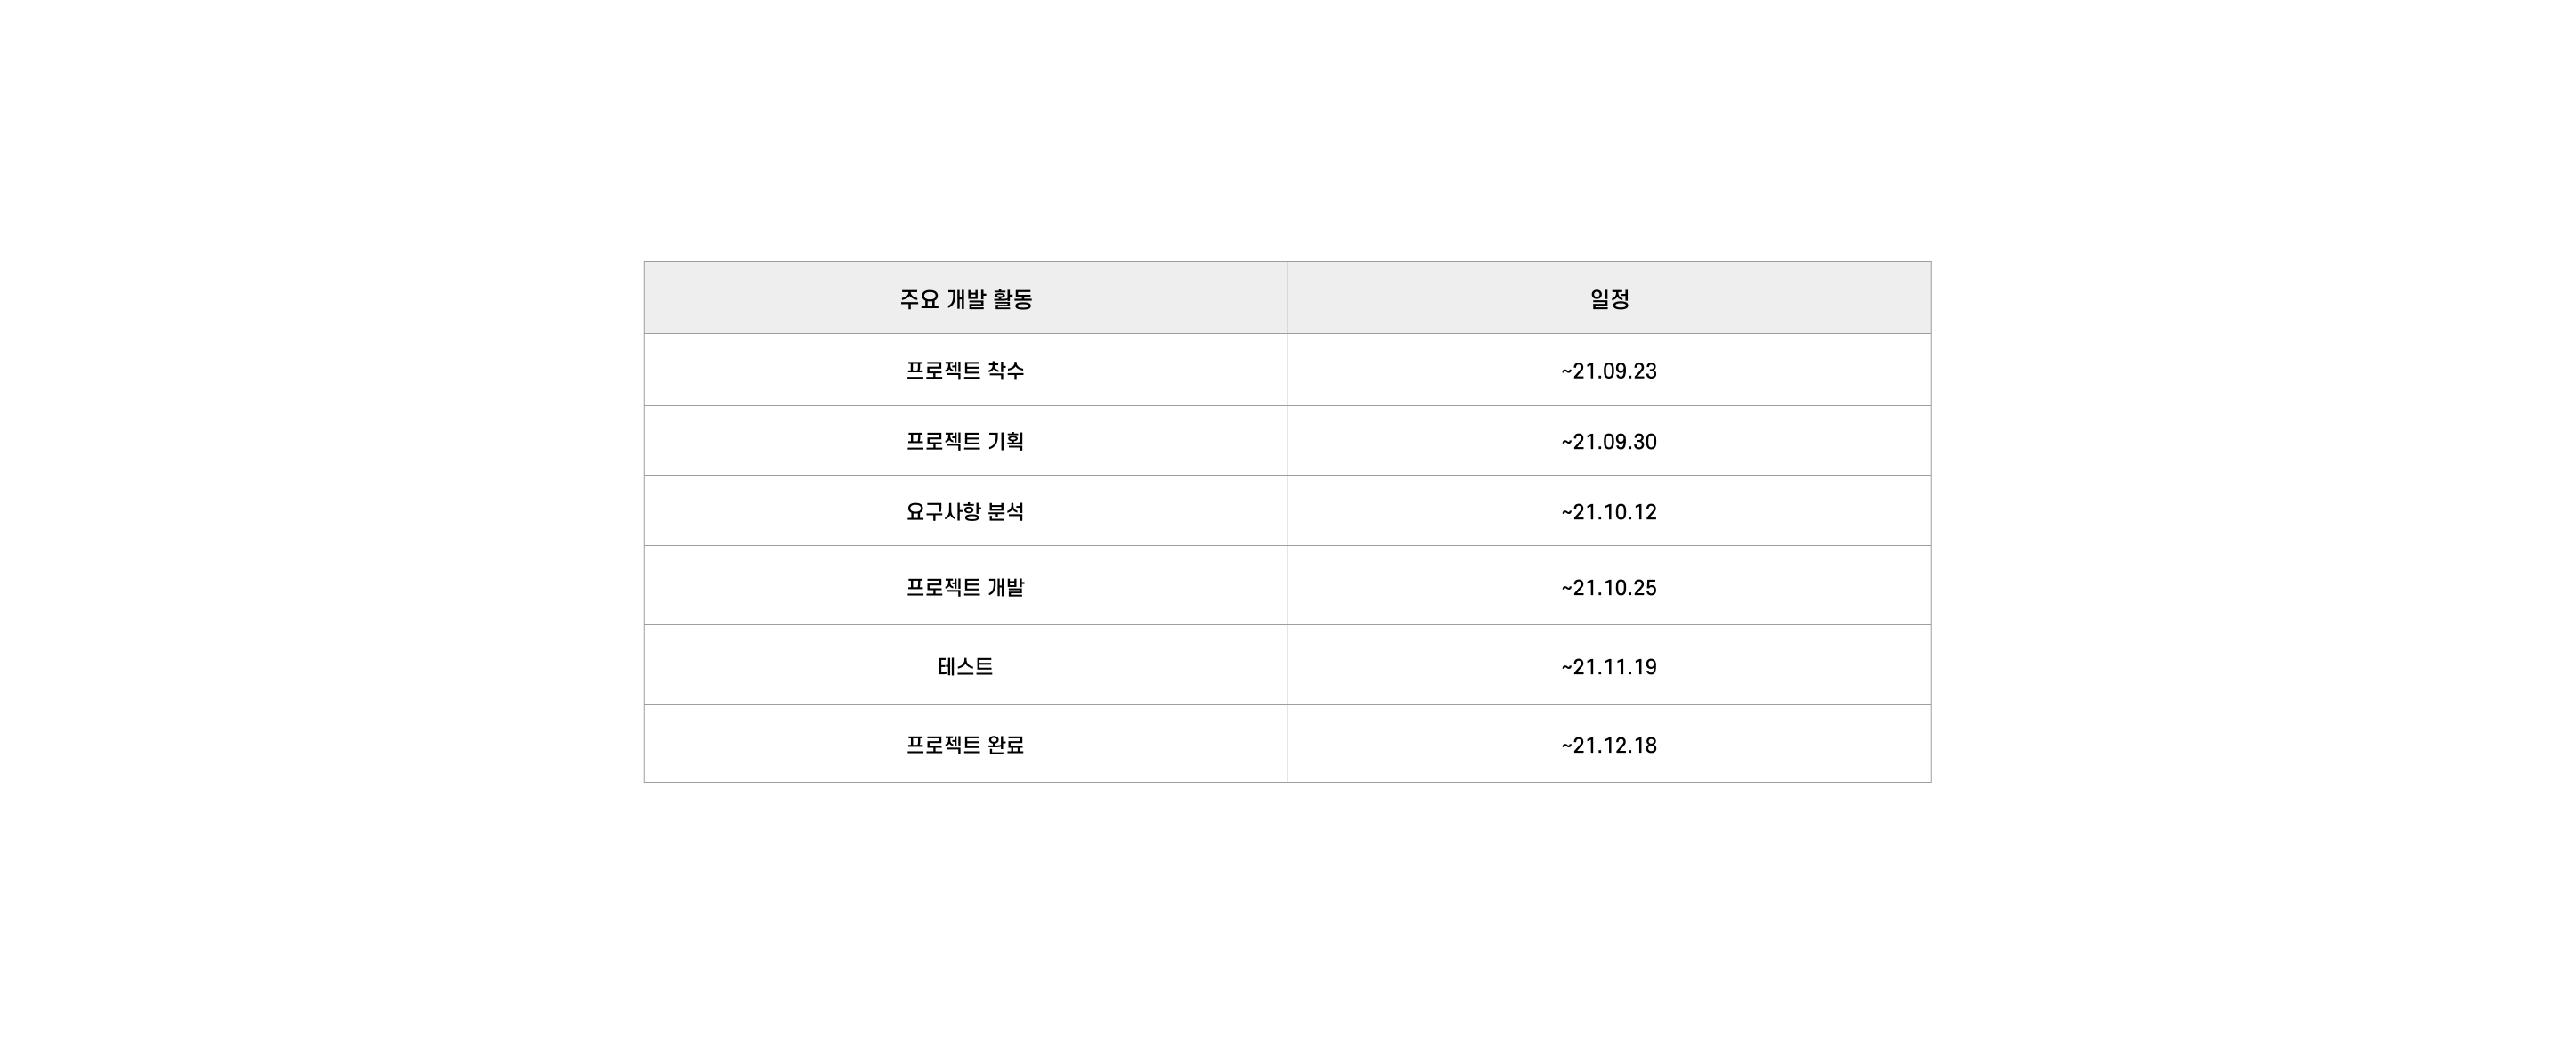 주요 개발 활동 일정
프로젝트 착수 ~21.09.23
프로젝트 기획 ~21.09.30
요구사항 분석 ~21.10.12
프로젝트 개발 ~21.10.25
테스트 ~21.11.19
프로젝트 완료 ~21.12.18